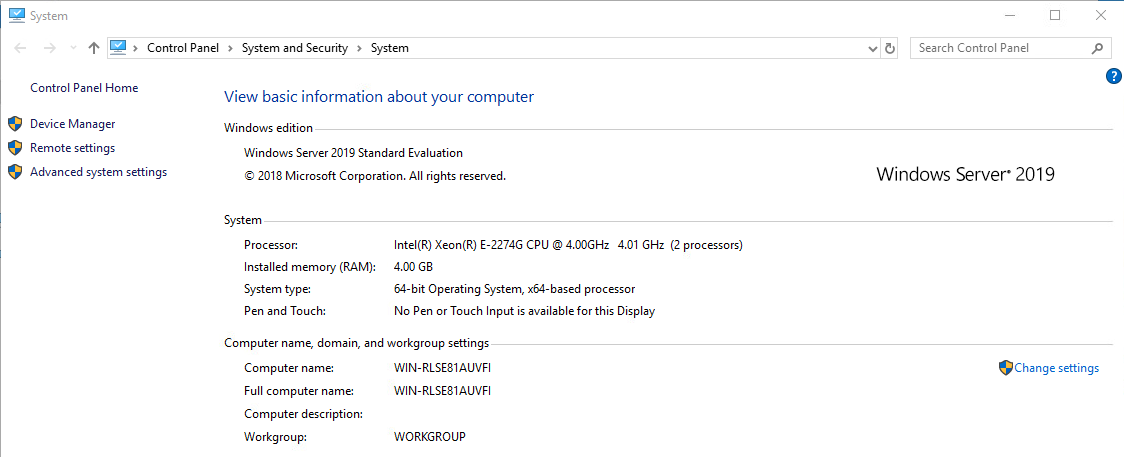 System
Control Panel > System and Security > System
Search Control Panel
?
Control Panel Home
Device Manager
Remote settings
Advanced system settings
View basic information about your computer
Windows edition
Windows Server 2019 Standard Evaluation
© 2018 Microsoft Corporation. All rights reserved.
Windows Server® 2019
System
Processor: Intel(R) Xeon(R) E-2274G CPU @ 4.00GHz 4.01 GHz (2 processors)
Installed memory (RAM): 4.00 GB
System type: 64-bit Operating System, x64-based processor
Pen and Touch: No Pen or Touch Input is available for this Display
Computer name, domain, and workgroup settings
Computer name: WIN-RLSE81AUVFI
Change settings
Full computer name: WIN-RLSE81AUVFI
Computer description:
Workgroup: WORKGROUP